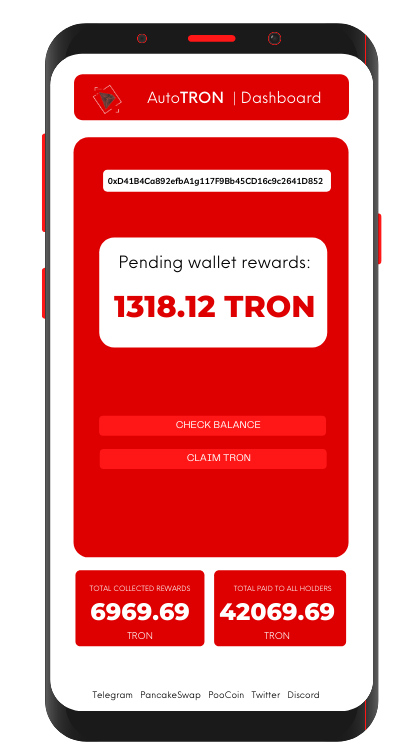 AutoTRON | Dashboard
0xD41B4Ca892efbA1g117F9Bb45CD16c9c2641D852
Pending wallet rewards:
1318.12 TRON
CHECK BALANCE
CLAIM TRON
TOTAL COLLECTED REWARDS
6969.69
TRON
TOTAL PAID TO ALL HOLDERS
42069.69
TRON
Telegram PancakeSwap PooCoin Twitter Discord